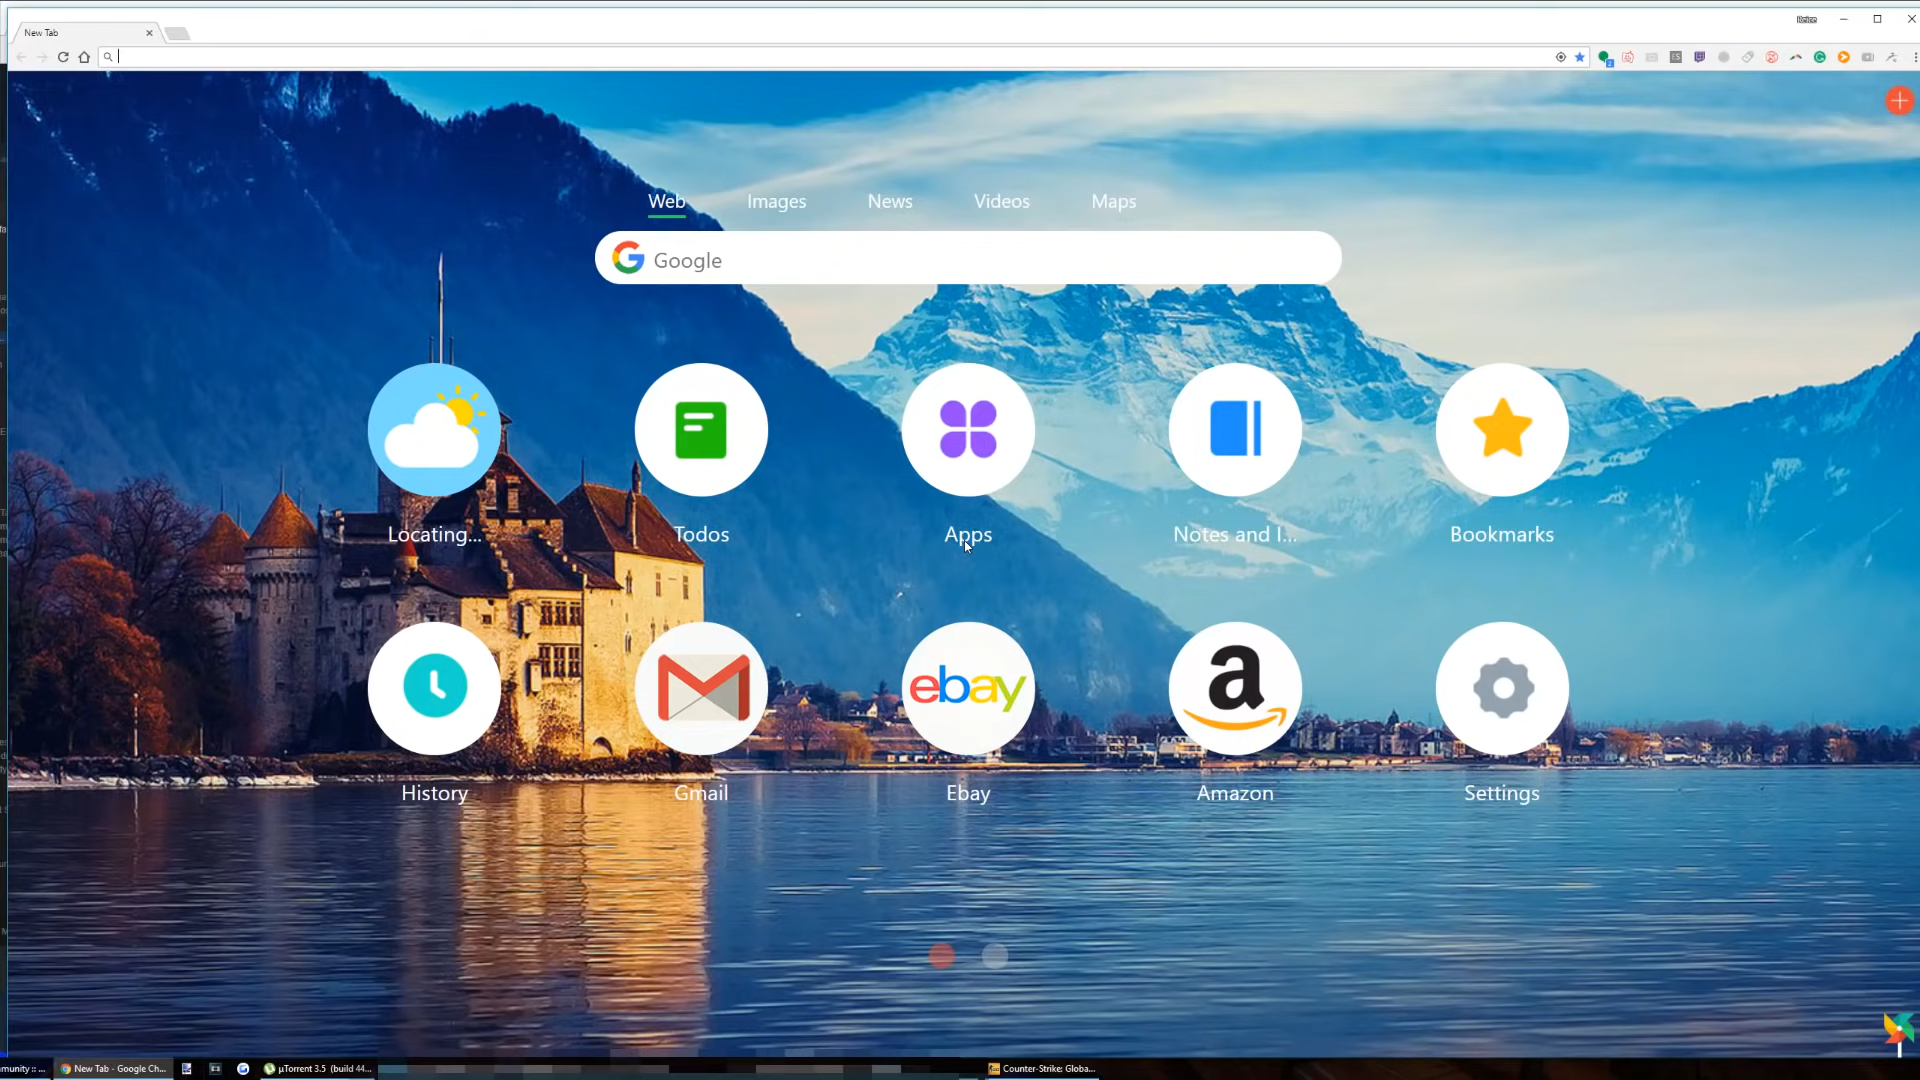 New Tab
Web
Images
News
Videos
Maps
Google
Locating...
Todos
Apps
Notes and I...
Bookmarks
ebay
a
History
Gmail
Ebay
Amazon
Settings
munity :: ...
New Tab - Google Ch...
µTorrent 3.5 (build 44...
Counter-Strike: Globa...